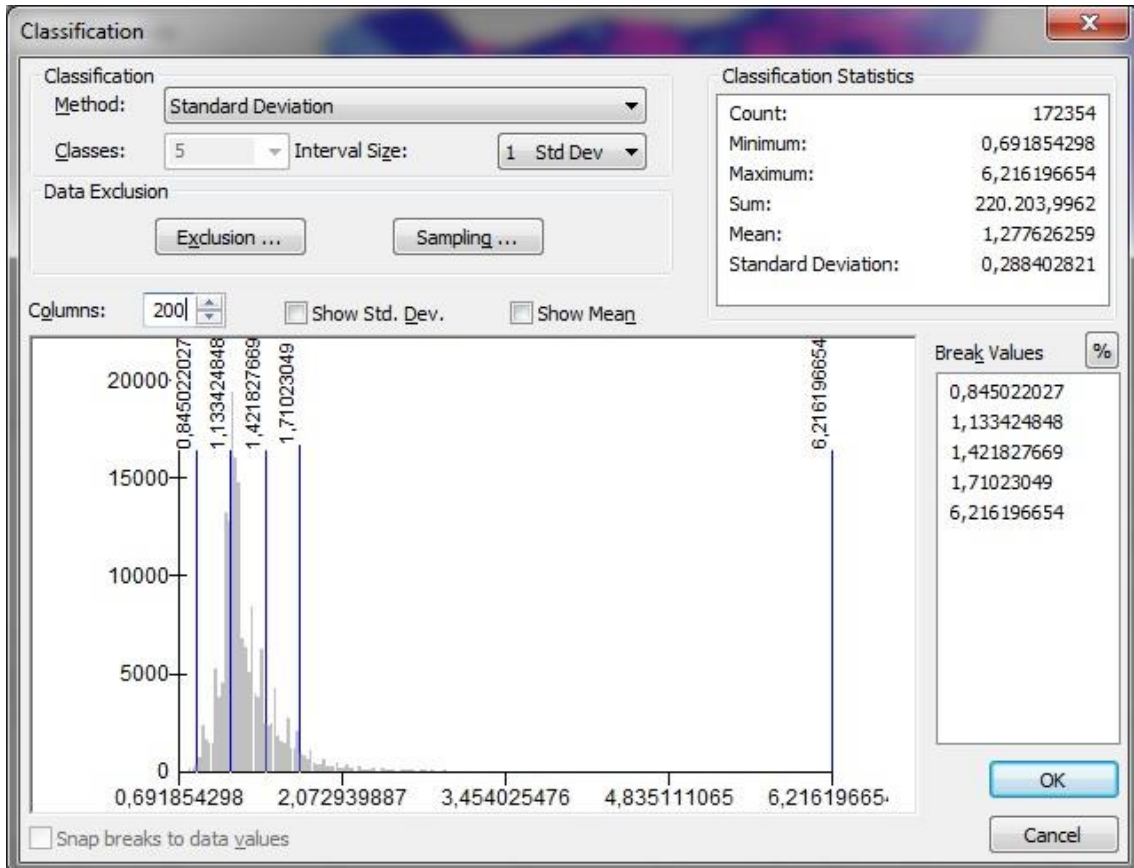 Classification
Classification
Method: Standard Deviation
Classes: 5 Interval Size: 1 Std Dev
Data Exclusion
Exclusion ... Sampling ...
Classification Statistics
Count: 172354
Minimum: 0,691854298
Maximum: 6,216196654
Sum: 220.203,9962
Mean: 1,277626259
Standard Deviation: 0,288402821
Columns: 200 Show Std. Dev. Show Mean
0,845022027
1,133424848
1,421827669
1,71023049
6,216196654
20000
15000
10000
5000
0
0,691854298 2,072939887 3,454025476 4,835111065 6,216196654
Break Values %
0,845022027
1,133424848
1,421827669
1,71023049
6,216196654
Snap breaks to data values
OK
Cancel